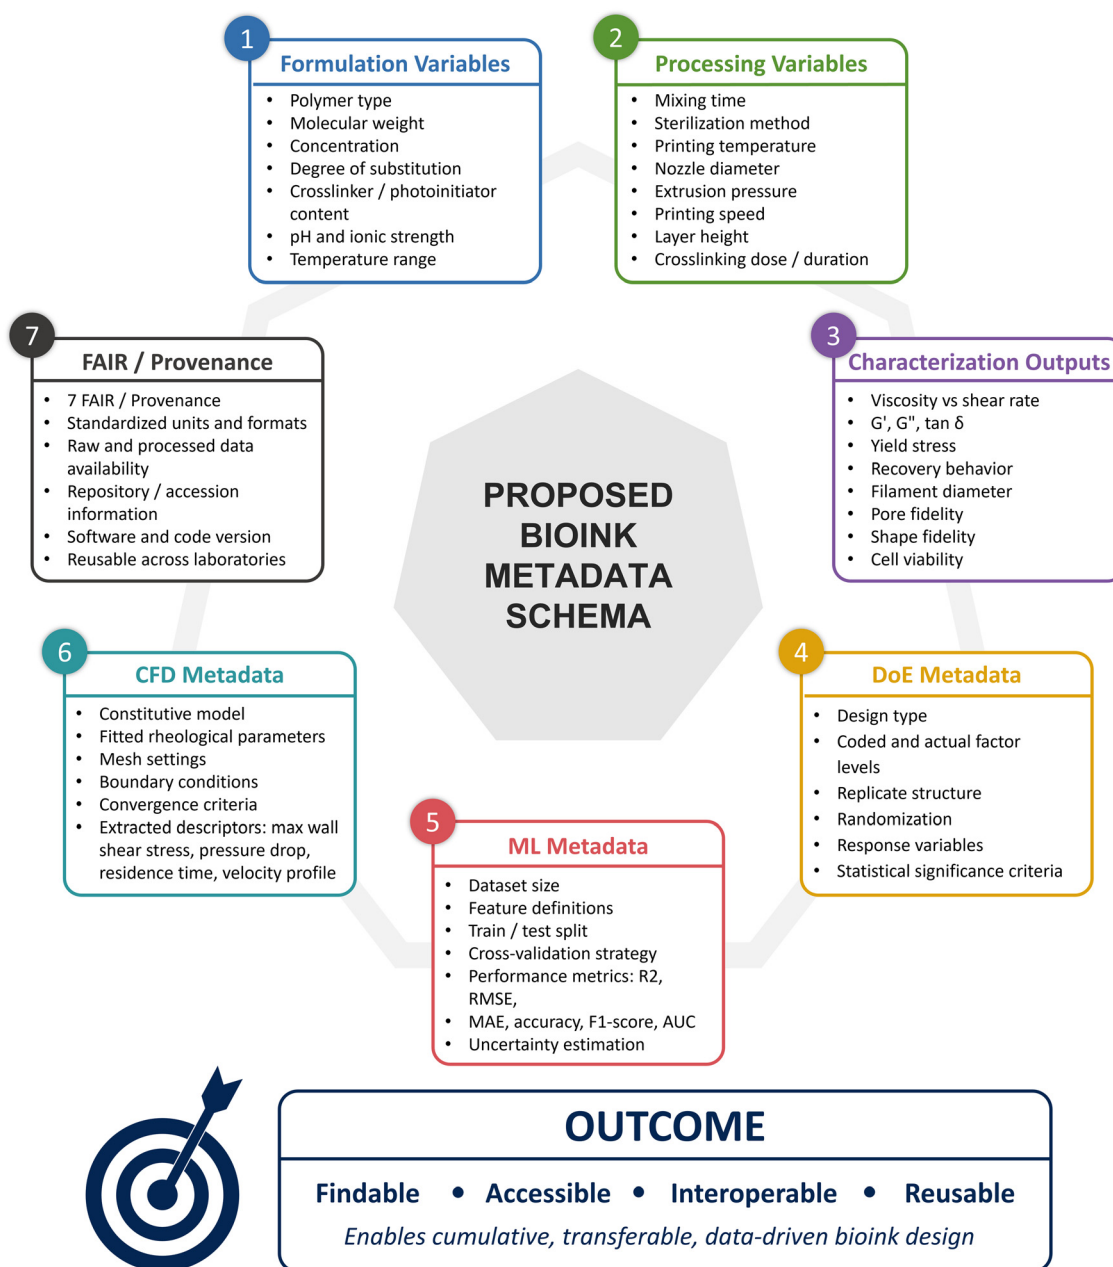 1
Formulation Variables
• Polymer type
• Molecular weight
• Concentration
• Degree of substitution
• Crosslinker / photoinitiator
content
• pH and ionic strength
• Temperature range
2
Processing Variables
• Mixing time
• Sterilization method
• Printing temperature
• Nozzle diameter
• Extrusion pressure
• Printing speed
• Layer height
• Crosslinking dose / duration
7
FAIR / Provenance
• 7 FAIR / Provenance
• Standardized units and formats
• Raw and processed data
availability
• Repository / accession
information
• Software and code version
• Reusable across laboratories
PROPOSED
BIOINK
METADATA
SCHEMA
3
Characterization Outputs
• Viscosity vs shear rate
• G', G", tan δ
• Yield stress
• Recovery behavior
• Filament diameter
• Pore fidelity
• Shape fidelity
• Cell viability
6
CFD Metadata
• Constitutive model
• Fitted rheological parameters
• Mesh settings
• Boundary conditions
• Convergence criteria
• Extracted descriptors: max wall
shear stress, pressure drop,
residence time, velocity profile
4
DoE Metadata
• Design type
• Coded and actual factor
levels
• Replicate structure
• Randomization
• Response variables
• Statistical significance criteria
5
ML Metadata
• Dataset size
• Feature definitions
• Train / test split
• Cross-validation strategy
• Performance metrics: R2,
RMSE,
• MAE, accuracy, F1-score, AUC
• Uncertainty estimation
OUTCOME
Findable • Accessible • Interoperable • Reusable
Enables cumulative, transferable, data-driven bioink design